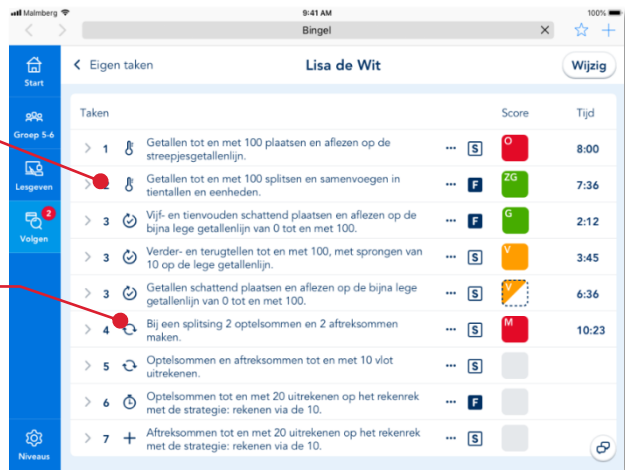 Malmberg 9:41 AM 100%
Bingel
Start
Groep 5-6
Lesgeven
2
Volgen
Niveaus
Eigen taken Lisa de Wit Wijzig
Taken Score Tijd
1 Getallen tot en met 100 plaatsen en aflezen op de
streepjesgetallenlijn. ... S O 8:00
2 Getallen tot en met 100 splitsen en samenvoegen in
tientallen en eenheden. ... F ZG 7:36
3 Vijf- en tienvouden schattend plaatsen en aflezen op de
bijna lege getallenlijn van 0 tot en met 100. ... F G 2:12
3 Verder- en terugtellen tot en met 100, met sprongen van
10 op de lege getallenlijn. ... S V 3:45
3 Getallen schattend plaatsen en aflezen op de bijna lege
getallenlijn van 0 tot en met 100. ... S V 6:36
4 Bij een splitsing 2 optelsommen en 2 aftreksommen
maken. ... S M 10:23
5 Optelsommen en aftreksommen tot en met 10 vlot
uitrekenen. ... S
6 Optelsommen tot en met 20 uitrekenen op het rekenrek
met de strategie: rekenen via de 10. ... F
7 Aftreksommen tot en met 20 uitrekenen op het rekenrek
met de strategie: rekenen via de 10. ... S